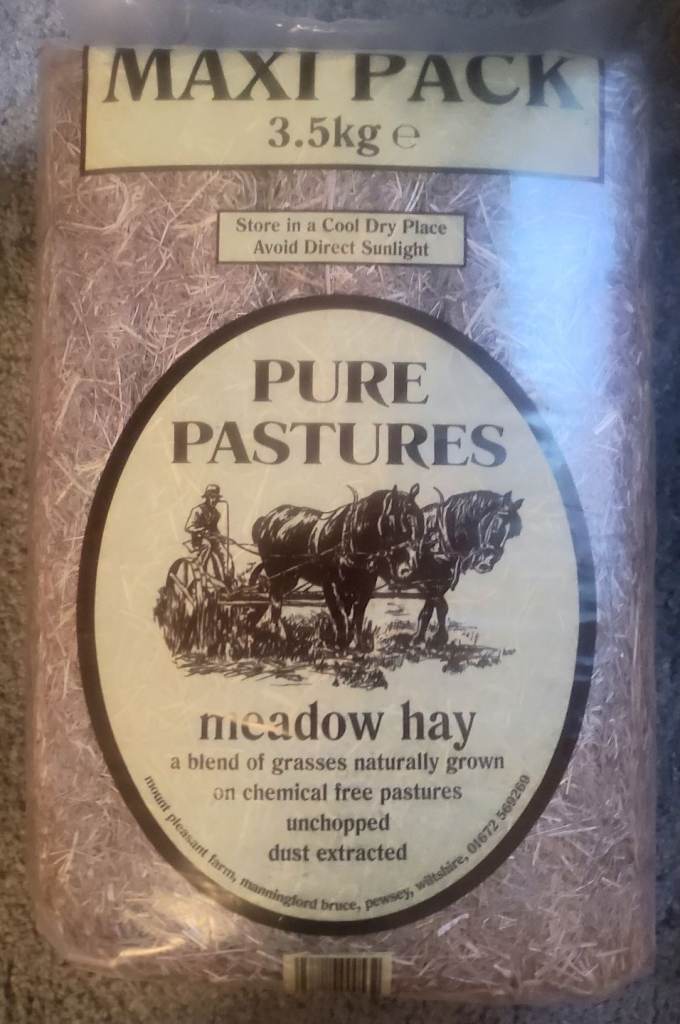 MAXI PACK
3.5kg ℮
Store in a Cool Dry Place
Avoid Direct Sunlight
PURE
PASTURES
meadow hay
a blend of grasses naturally grown
on chemical free pastures
unchopped
dust extracted
mount pleasant farm, manningford bruce, pewsey, wiltshire, 01672 569269